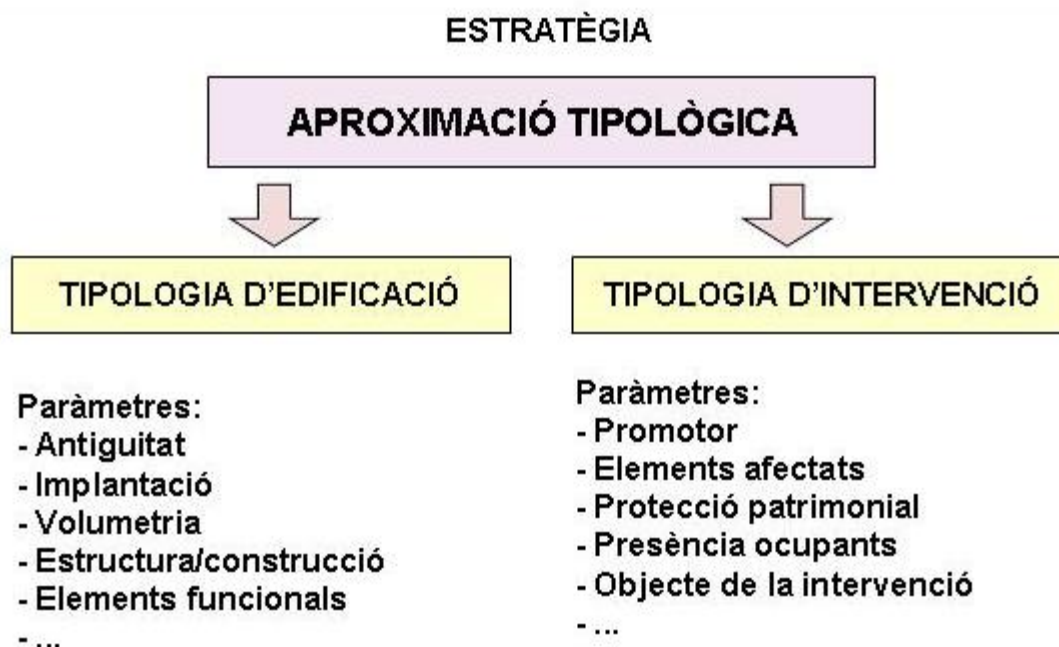 ESTRATÈGIA
APROXIMACIÓ TIPOLÒGICA
TIPOLOGIA D'EDIFICACIÓ
Paràmetres:
- Antiguitat
- Implantació
- Volumetria
- Estructura/construcció
- Elements funcionals
- ...
TIPOLOGIA D'INTERVENCIÓ
Paràmetres:
- Promotor
- Elements afectats
- Protecció patrimonial
- Presència ocupants
- Objecte de la intervenció
- ...